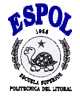 ESPOL
1958
ESCUELA SUPERIOR
POLITECNICA DEL LITORAL